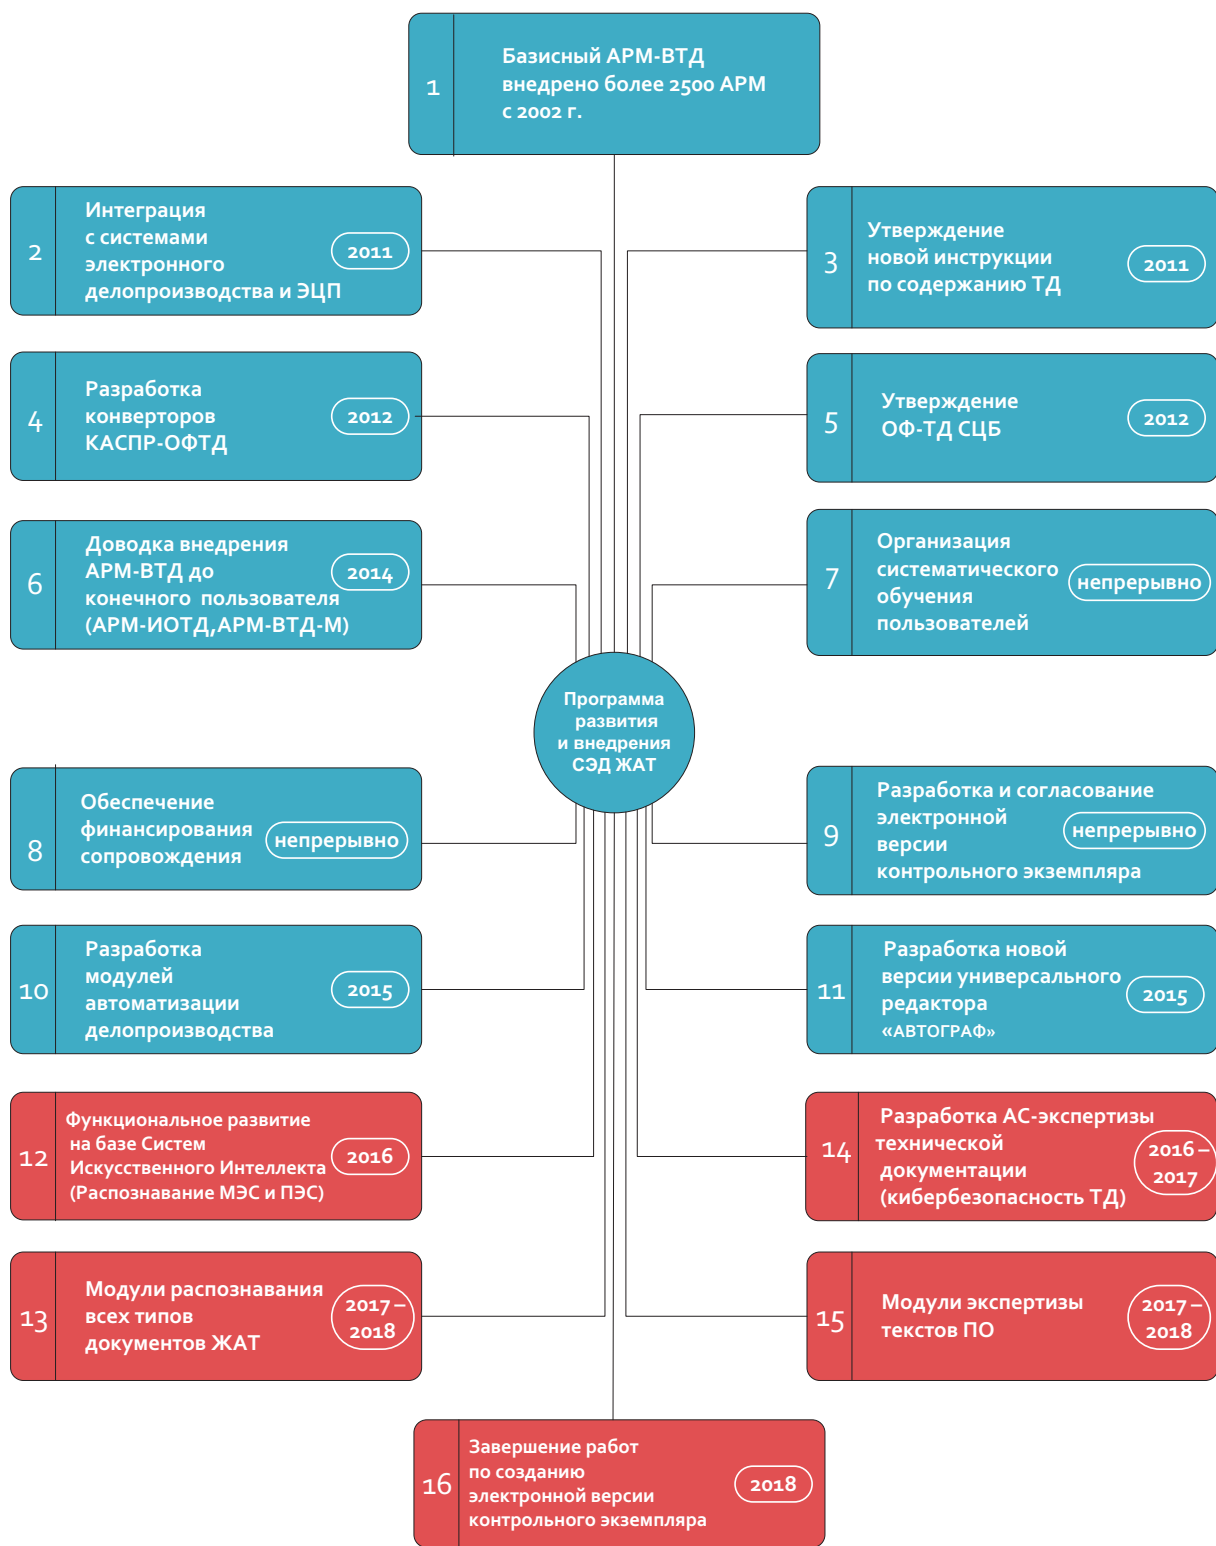 1
Базисный АРМ-ВТД
внедрено более 2500 АРМ
с 2002 г.
2
Интеграция
с системами
электронного
делопроизводства и ЭЦП
2011
3
Утверждение
новой инструкции
по содержанию ТД
2011
4
Разработка
конверторов
КАСПР-ОФТД
2012
5
Утверждение
ОФ-ТД СЦБ
2012
6
Доводка внедрения
АРМ-ВТД до
конечного пользователя
(АРМ-ИОТД,АРМ-ВТД-М)
2014
7
Организация
систематического
обучения
пользователей
непрерывно
Программа
развития
и внедрения
СЭД ЖАТ
8
Обеспечение
финансирования
сопровождения
непрерывно
9
Разработка и согласование
электронной
версии
контрольного экземпляра
непрерывно
10
Разработка
модулей
автоматизации
делопроизводства
2015
11
Разработка новой
версии универсального
редактора
«АВТОГРАФ»
2015
12
Функциональное развитие
на базе Систем
Искусственного Интеллекта
(Распознавание МЭС и ПЭС)
2016
14
Разработка АС-экспертизы
технической
документации
(кибербезопасность ТД)
2016–
2017
13
Модули распознавания
всех типов
документов ЖАТ
2017–
2018
15
Модули экспертизы
текстов ПО
2017–
2018
16
Завершение работ
по созданию
электронной версии
контрольного экземпляра
2018